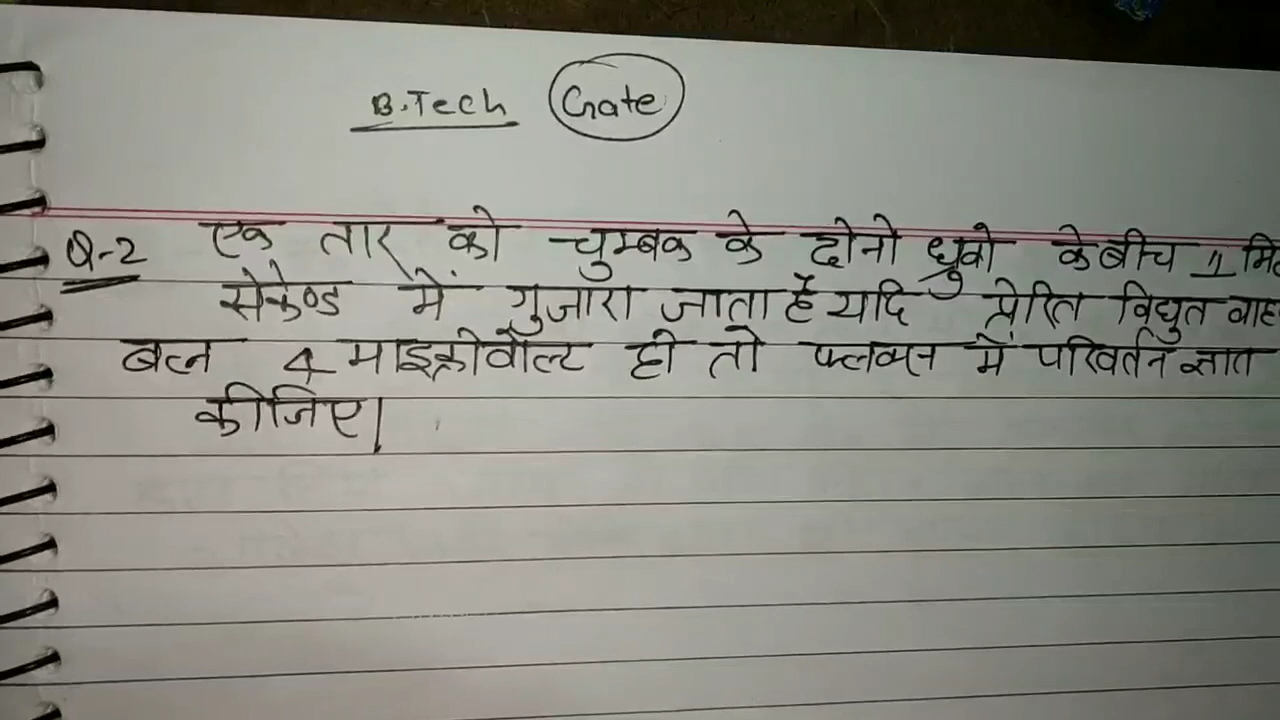 B.Tech Gate
Q-2 एक तार को चुम्बक के दोनो ध्रुवो के बीच 1
सेकेण्ड में गुजारा जाता है यदि प्रेरित विद्युत
बल 4 माइक्रोवोल्ट हो तो फ्लक्स में परिवर्तन ज्ञात
कीजिए।